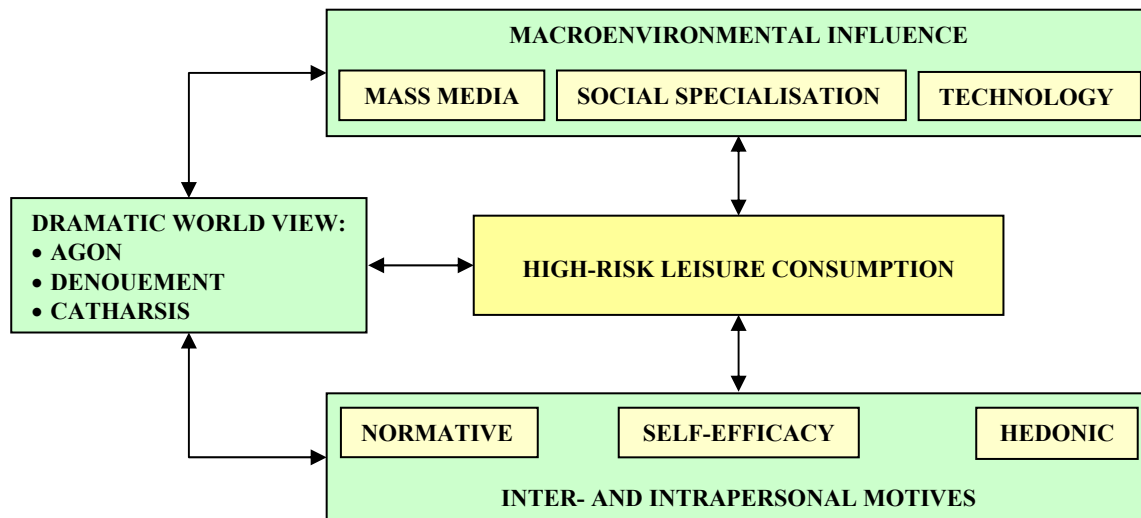 MACROENVIRONMENTAL INFLUENCE
MASS MEDIA
SOCIAL SPECIALISATION
TECHNOLOGY
DRAMATIC WORLD VIEW:
• AGON
• DENOUEMENT
• CATHARSIS
HIGH-RISK LEISURE CONSUMPTION
NORMATIVE
SELF-EFFICACY
HEDONIC
INTER- AND INTRAPERSONAL MOTIVES